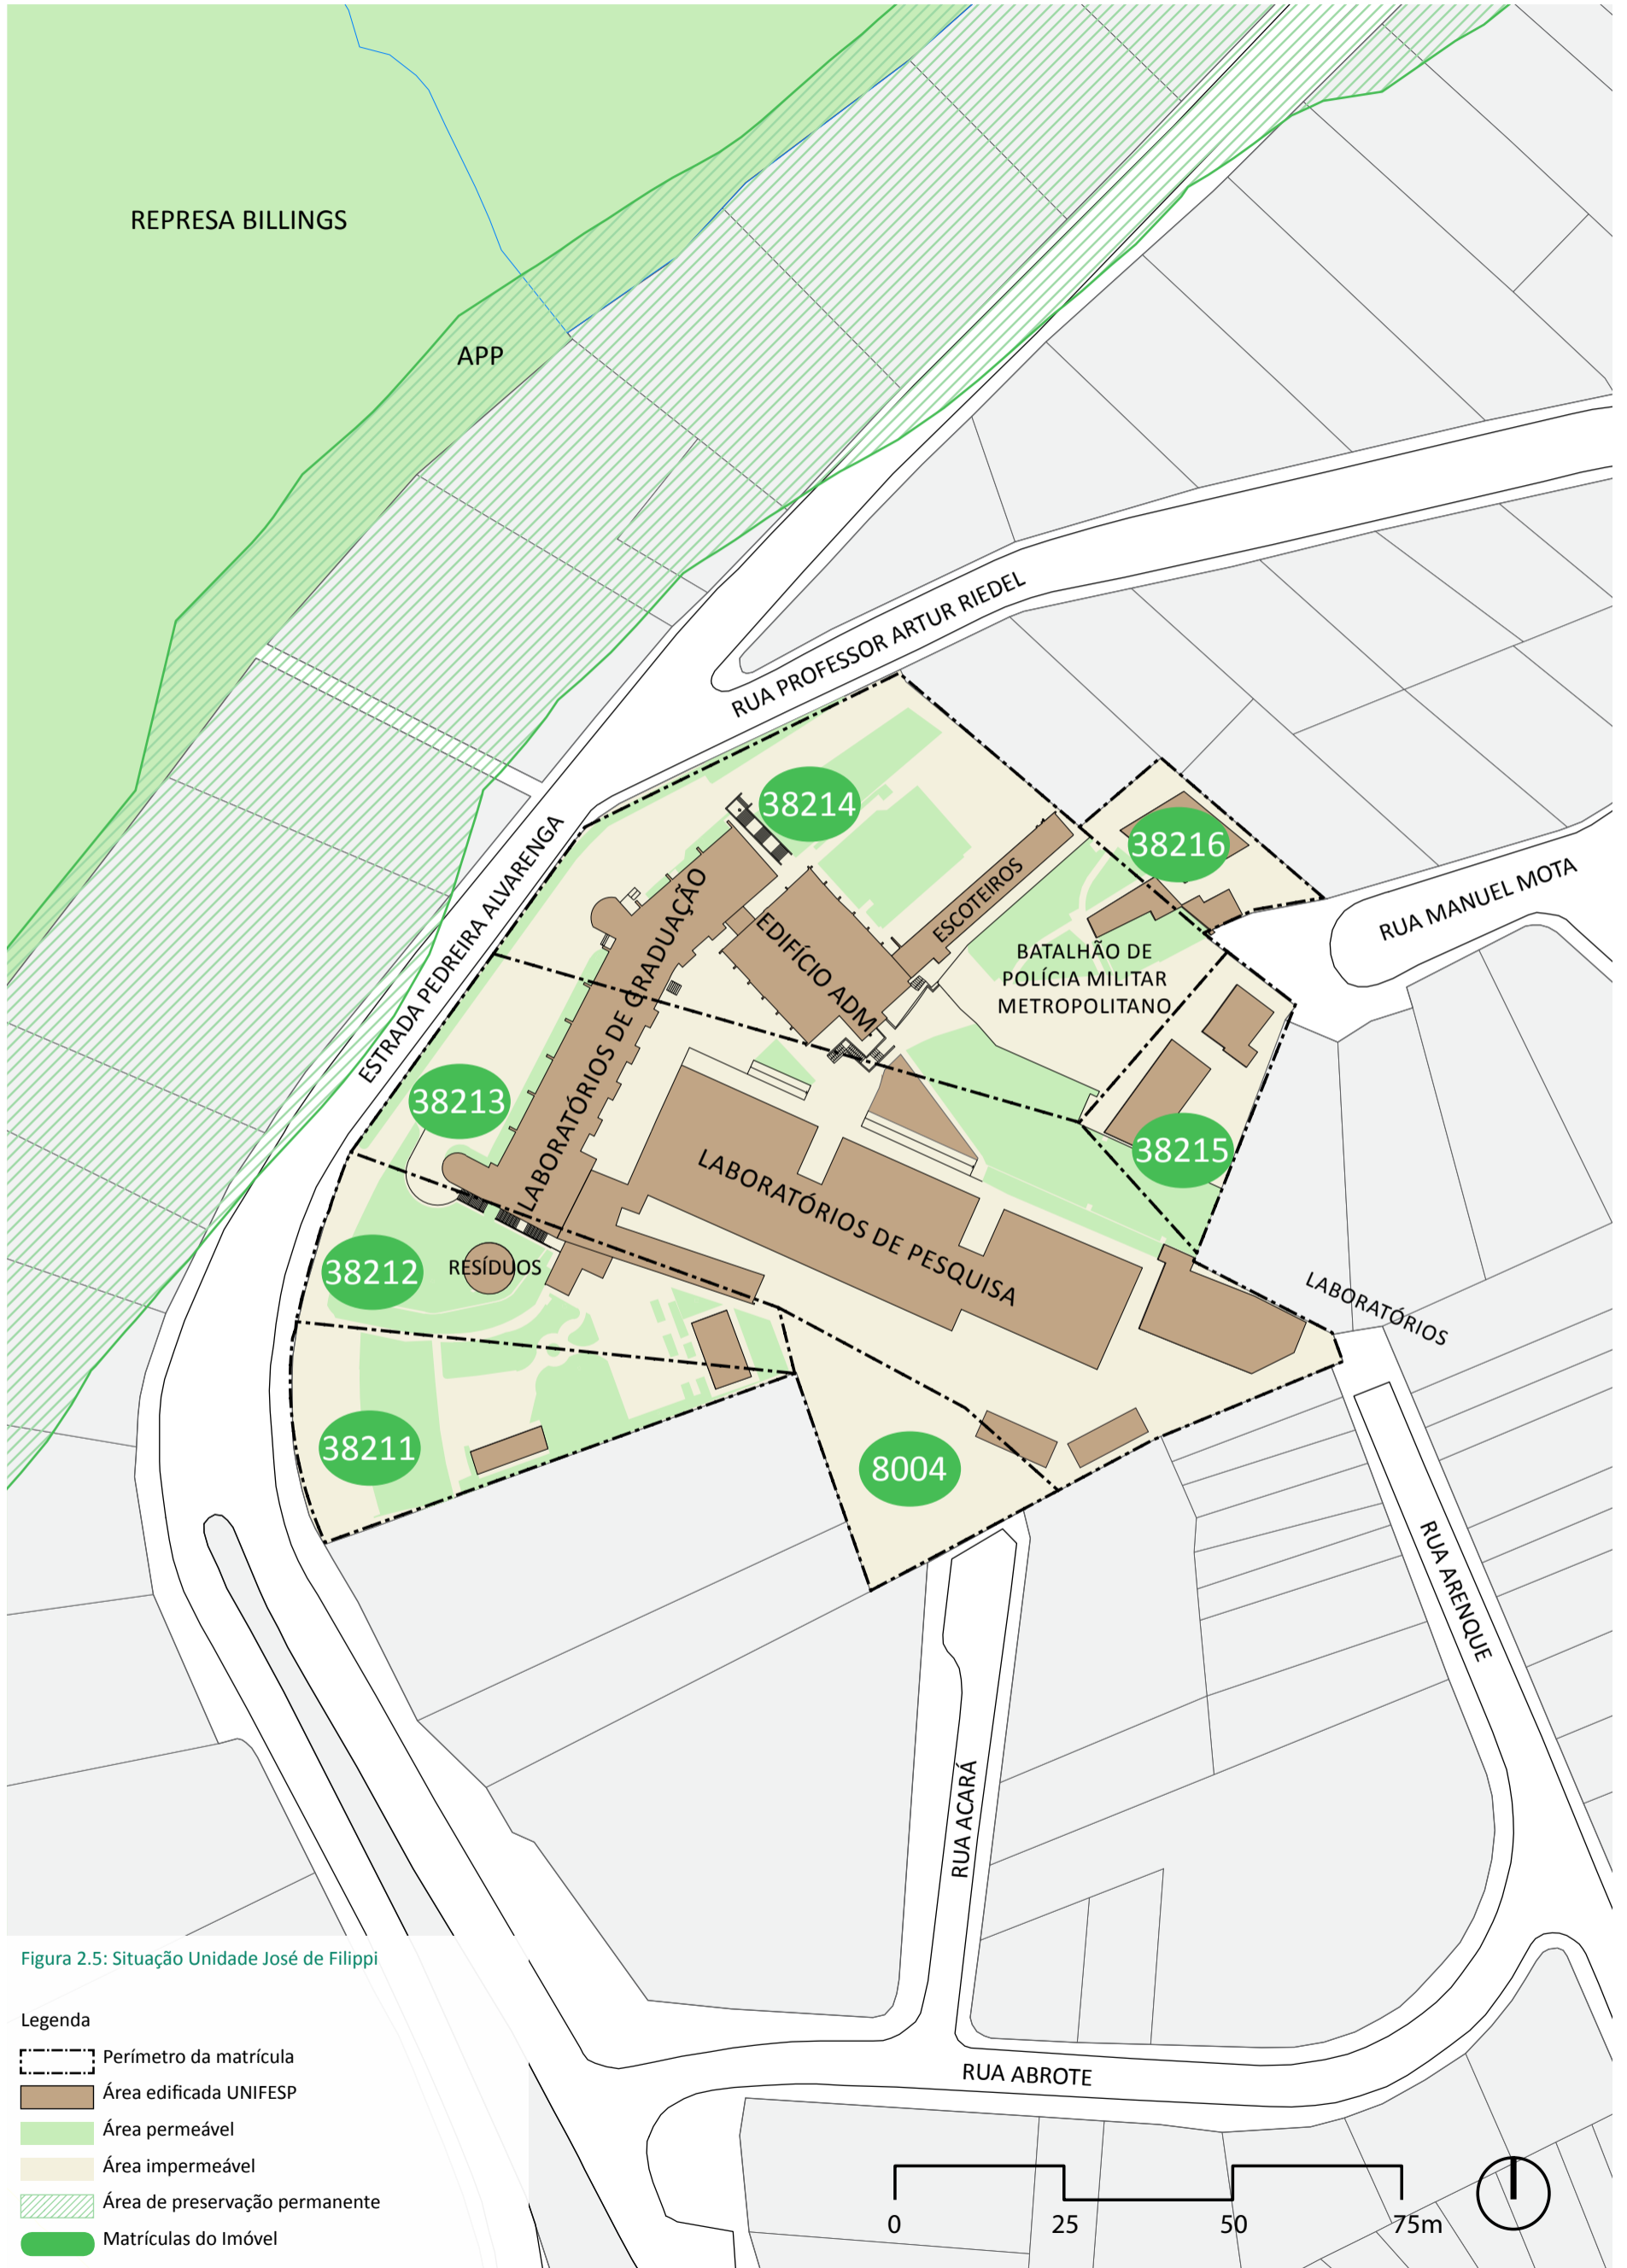 REPRESA BILLINGS
APP
RUA PROFESSOR ARTUR RIEDEL
38214
38216
ESTRADA PEDREIRA ALVARENGA
RUA MANUEL MOTA
ESCOTEIROS
LABORATÓRIOS DE GRADUAÇÃO
EDIFÍCIO ADM
BATALHÃO DE
POLÍCIA MILITAR
METROPOLITANO
38213
38215
LABORATÓRIOS DE PESQUISA
38212
RESÍDUOS
LABORATÓRIOS
38211
8004
RUA ARENQUE
RUA ACARÁ
Figura 2.5: Situação Unidade José de Filippi
Legenda
Perímetro da matrícula
Área edificada UNIFESP
Área permeável
Área impermeável
Área de preservação permanente
Matrículas do Imóvel
RUA ABROTE
0 25 50 75m